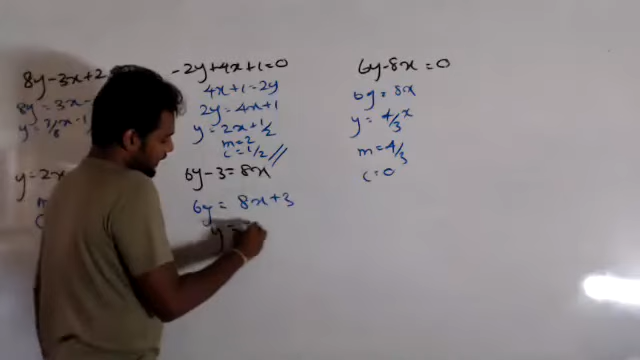 8y-3x+2
8y = 3x-
y = 3/8 x-1
y = 2x
-2y+4x+1=0
4x+1=2y
2y=4x+1
y = 2x+1/2
m=2
c=1/2//
6y-3=8x
6y = 8x+3
y =
6y-8x=0
6y = 8x
y = 4/3 x
m=4/3
c=0